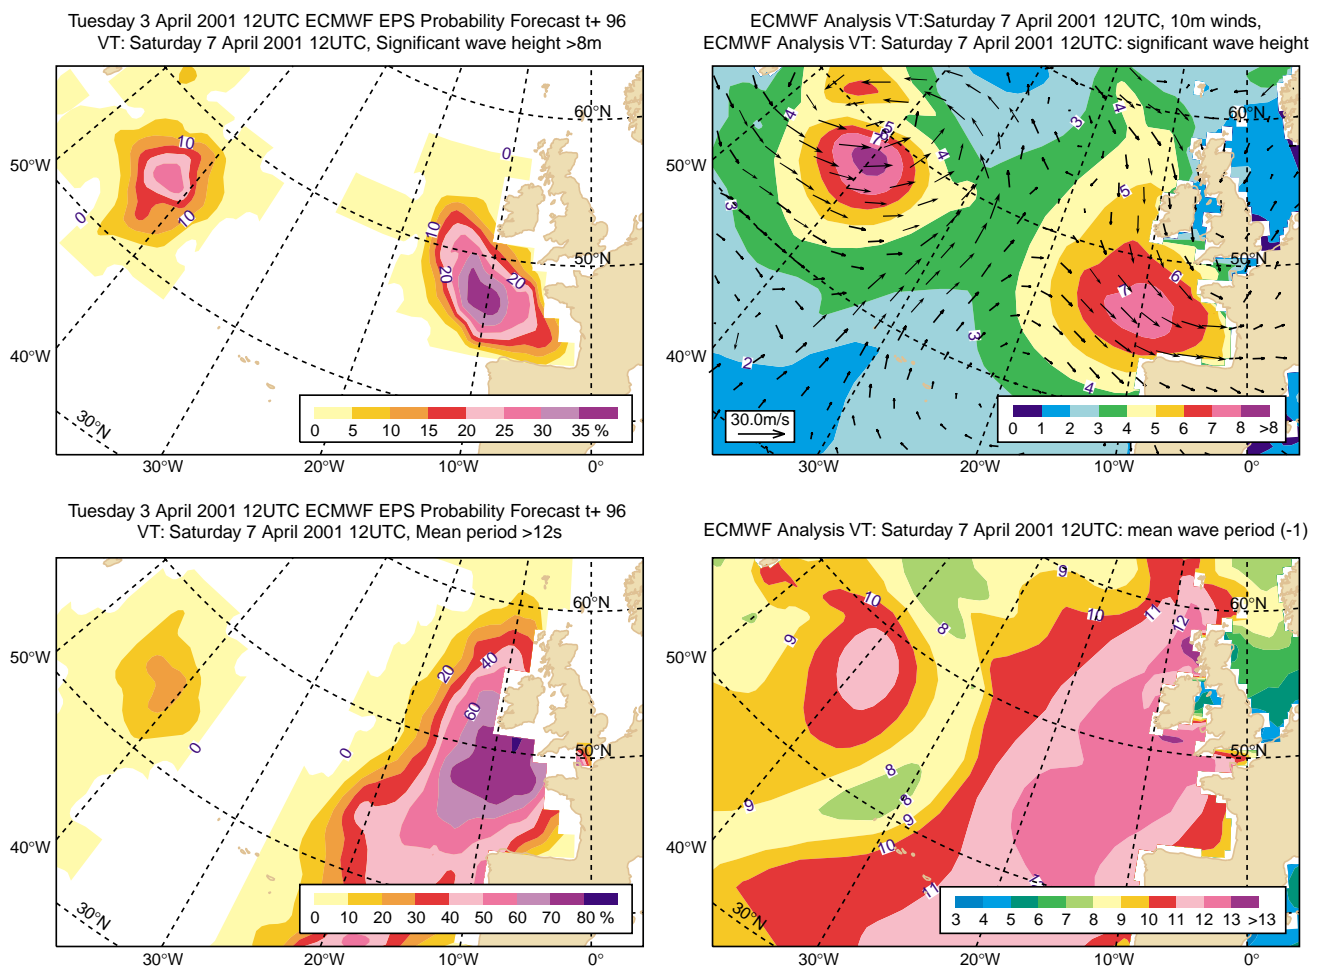 Tuesday 3 April 2001 12UTC ECMWF EPS Probability Forecast t+ 96
VT: Saturday 7 April 2001 12UTC, Significant wave height >8m
60°N
50°N
50°W
40°W
30°N
10
10
0
0
10
20
20
0 5 10 15 20 25 30 35 %
30°W 20°W 10°W 0°
ECMWF Analysis VT:Saturday 7 April 2001 12UTC, 10m winds,
ECMWF Analysis VT: Saturday 7 April 2001 12UTC: significant wave height
60°N
50°N
50°W
40°W
4
5
7
4
3
3
4
5
6
7
3
2
4
30.0m/s
0 1 2 3 4 5 6 7 8 >8
30°W 20°W 10°W 0°
Tuesday 3 April 2001 12UTC ECMWF EPS Probability Forecast t+ 96
VT: Saturday 7 April 2001 12UTC, Mean period >12s
60°N
50°N
50°W
40°W
30°N
0
0
20
40
60
0 10 20 30 40 50 60 70 80 %
30°W 20°W 10°W 0°
ECMWF Analysis VT: Saturday 7 April 2001 12UTC: mean wave period (-1)
60°N
50°N
50°W
40°W
30°N
9
10
8
9
10
11
12
9
8
8
9
10
11
3 4 5 6 7 8 9 10 11 12 13 >13
30°W 20°W 10°W 0°